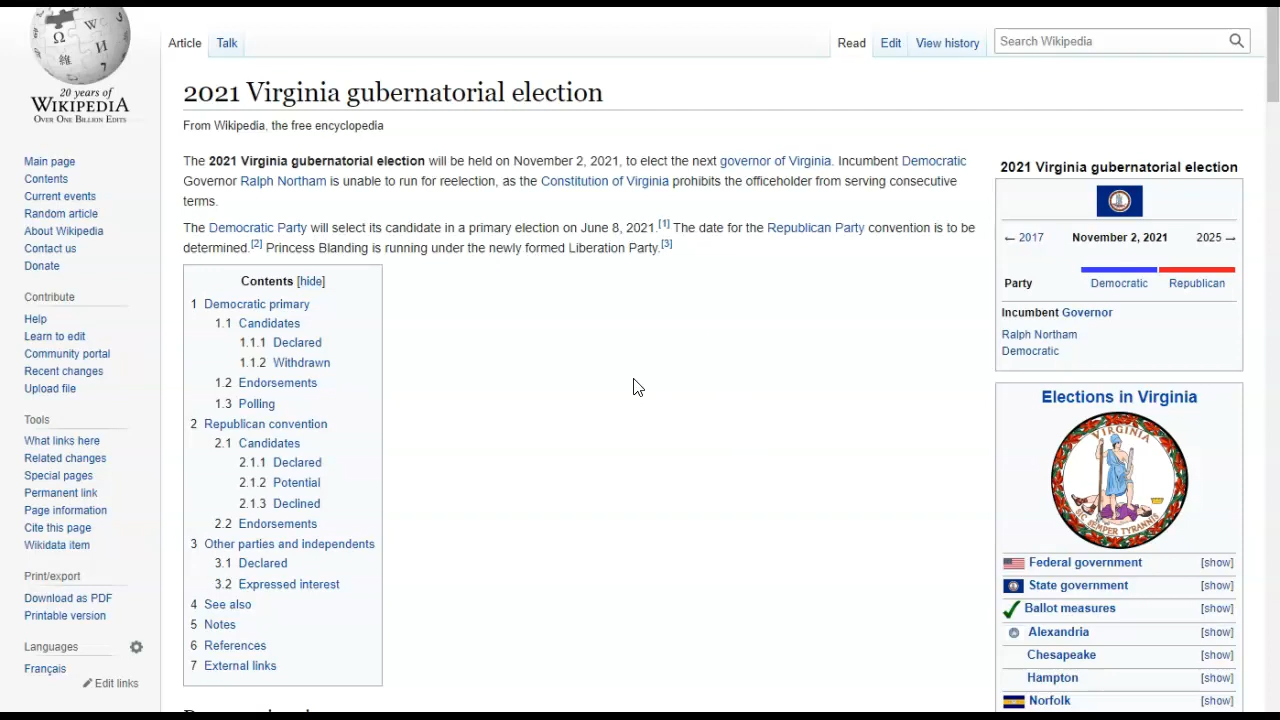 Article Talk Read Edit View history Search Wikipedia
20 years of
WIKIPEDIA
OVER ONE BILLION EDITS
Main page
Contents
Current events
Random article
About Wikipedia
Contact us
Donate
Contribute
Help
Learn to edit
Community portal
Recent changes
Upload file
Tools
What links here
Related changes
Special pages
Permanent link
Page information
Cite this page
Wikidata item
Print/export
Download as PDF
Printable version
Languages
Français
Edit links
2021 Virginia gubernatorial election
From Wikipedia, the free encyclopedia
The 2021 Virginia gubernatorial election will be held on November 2, 2021, to elect the next governor of Virginia. Incumbent Democratic
Governor Ralph Northam is unable to run for reelection, as the Constitution of Virginia prohibits the officeholder from serving consecutive
terms.
The Democratic Party will select its candidate in a primary election on June 8, 2021.[1] The date for the Republican Party convention is to be
determined.[2] Princess Blanding is running under the newly formed Liberation Party.[3]
Contents [hide]
1 Democratic primary
1.1 Candidates
1.1.1 Declared
1.1.2 Withdrawn
1.2 Endorsements
1.3 Polling
2 Republican convention
2.1 Candidates
2.1.1 Declared
2.1.2 Potential
2.1.3 Declined
2.2 Endorsements
3 Other parties and independents
3.1 Declared
3.2 Expressed interest
4 See also
5 Notes
6 References
7 External links
2021 Virginia gubernatorial election
← 2017 November 2, 2021 2025 →
Party Democratic Republican
Incumbent Governor
Ralph Northam
Democratic
Elections in Virginia
VIRGINIA
SIC SEMPER TYRANNIS
Federal government [show]
State government [show]
Ballot measures [show]
Alexandria [show]
Chesapeake [show]
Hampton [show]
Norfolk [show]